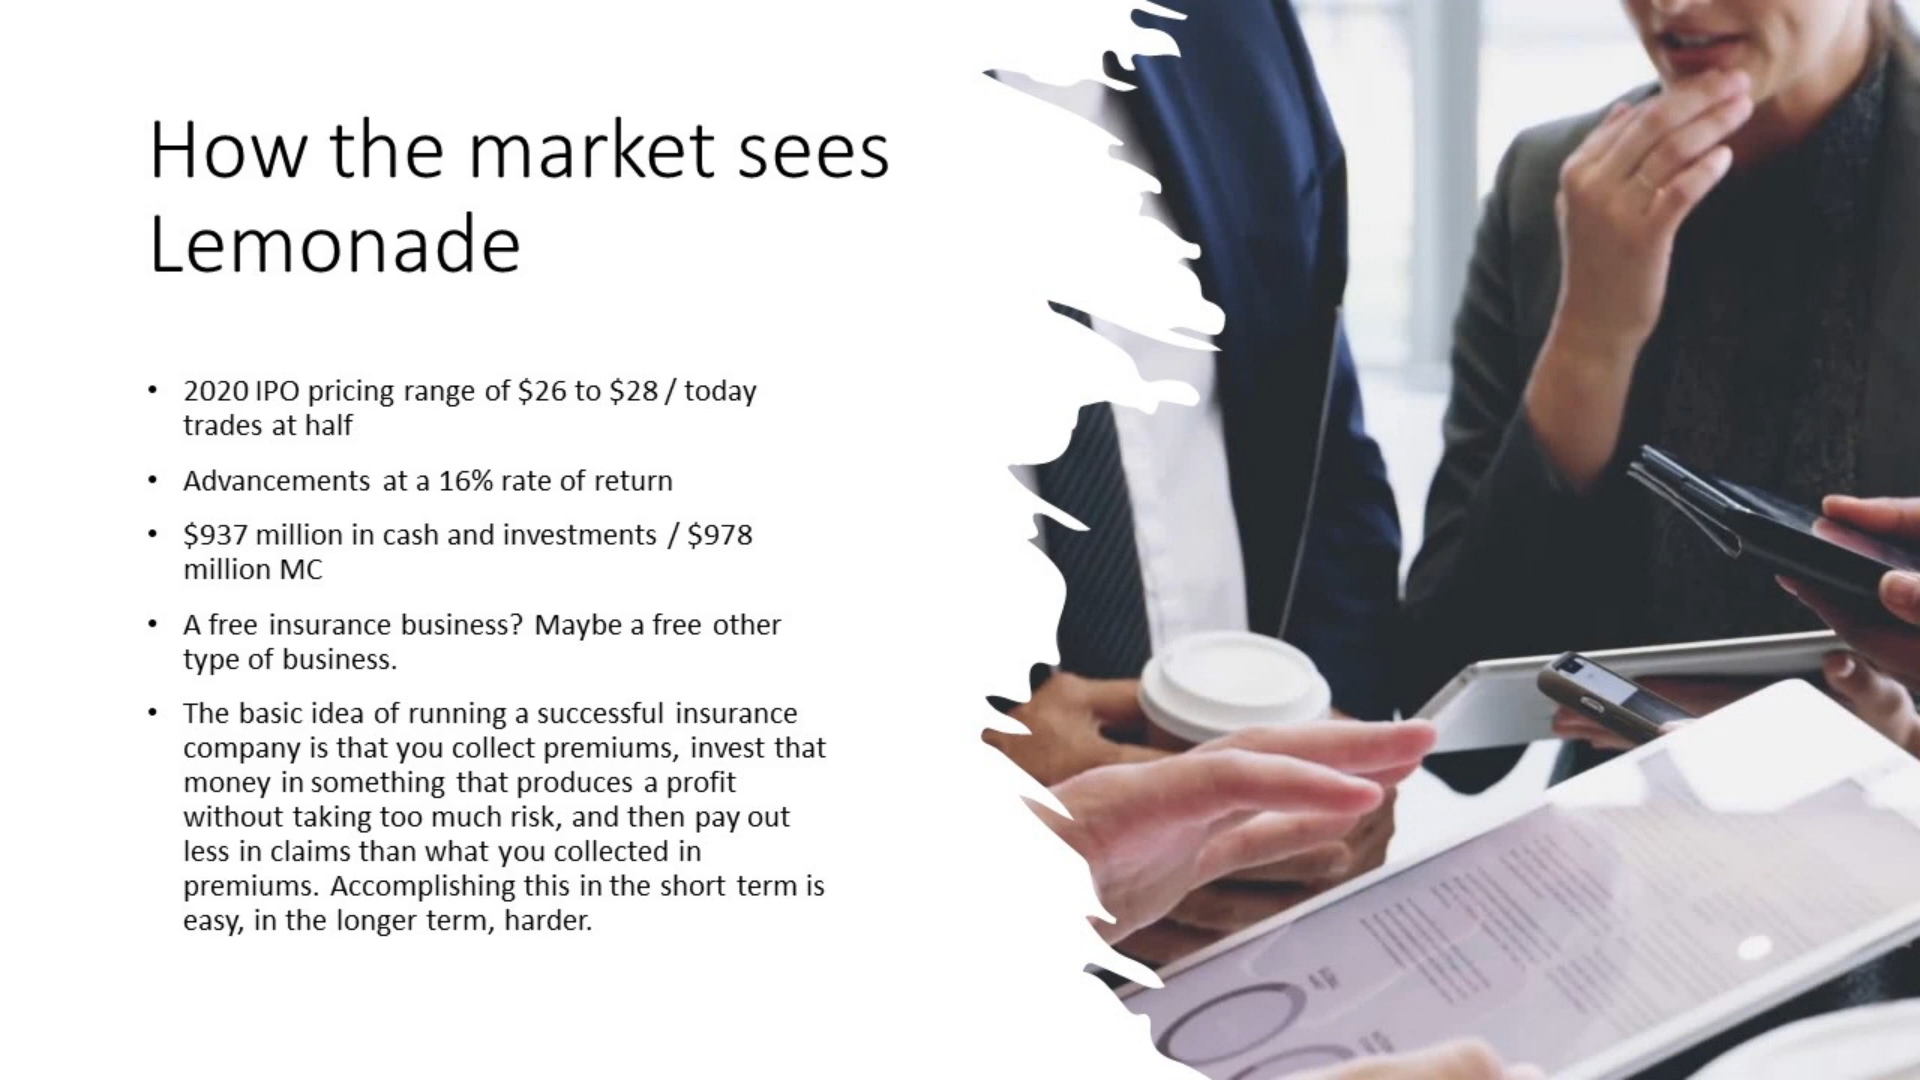 How the market sees
Lemonade
• 2020 IPO pricing range of $26 to $28 / today
trades at half
• Advancements at a 16% rate of return
• $937 million in cash and investments / $978
million MC
• A free insurance business? Maybe a free other
type of business.
• The basic idea of running a successful insurance
company is that you collect premiums, invest that
money in something that produces a profit
without taking too much risk, and then pay out
less in claims than what you collected in
premiums. Accomplishing this in the short term is
easy, in the longer term, harder.